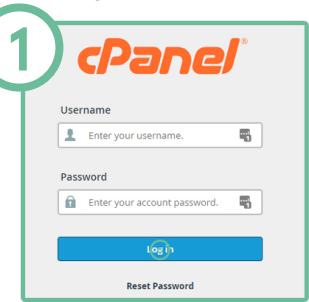 1
cPanel®
Username
Enter your username.
Password
Enter your account password.
Log in
Reset Password